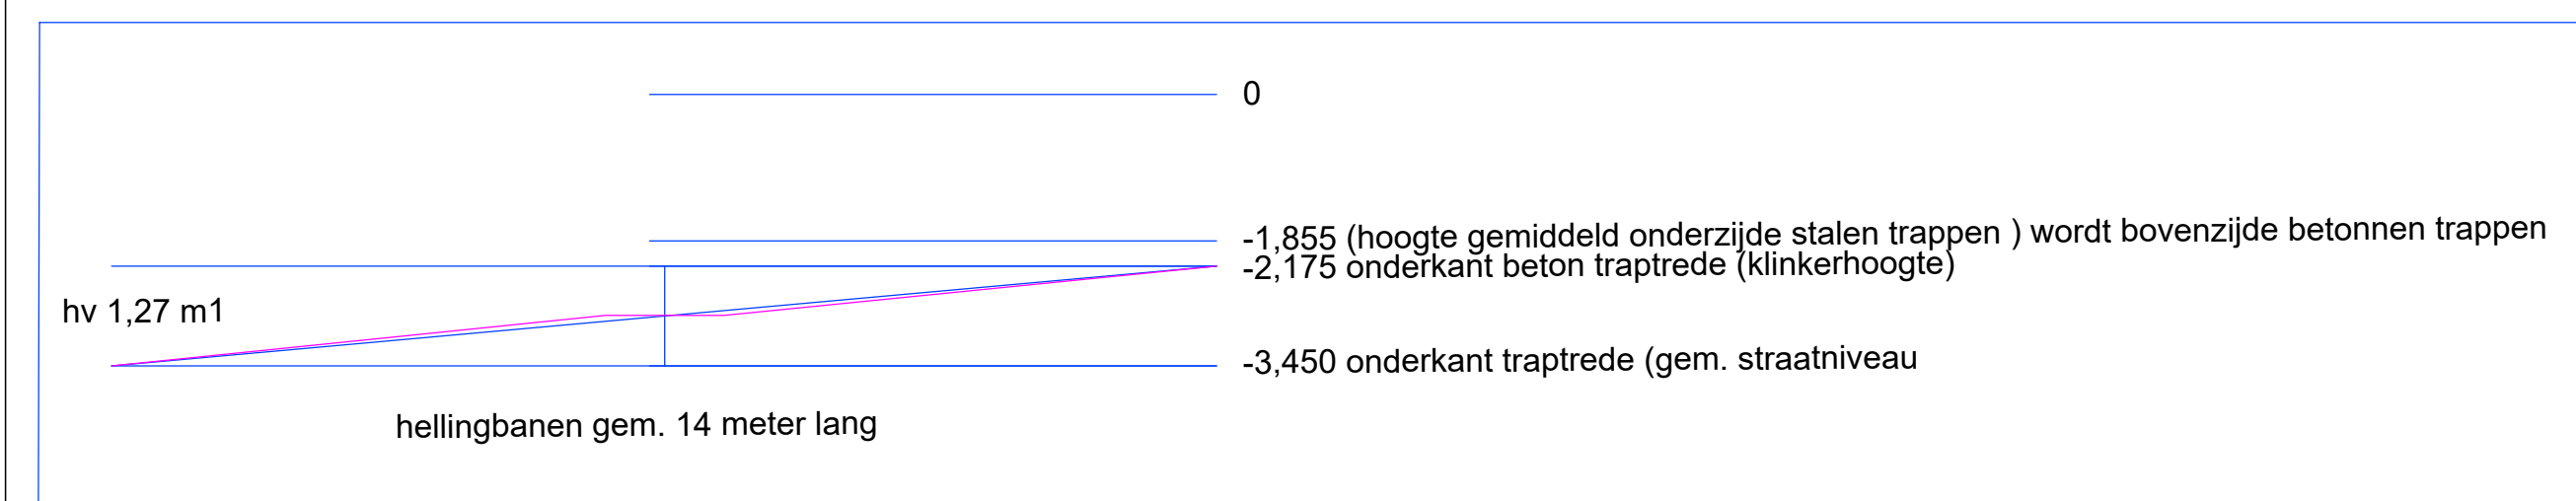 0
-1,855 (hoogte gemiddeld onderzijde stalen trappen ) wordt bovenzijde betonnen trappen
-2,175 onderkant beton traptrede (klinkerhoogte)
hv 1,27 m1
-3,450 onderkant traptrede (gem. straatniveau
hellingbanen gem. 14 meter lang